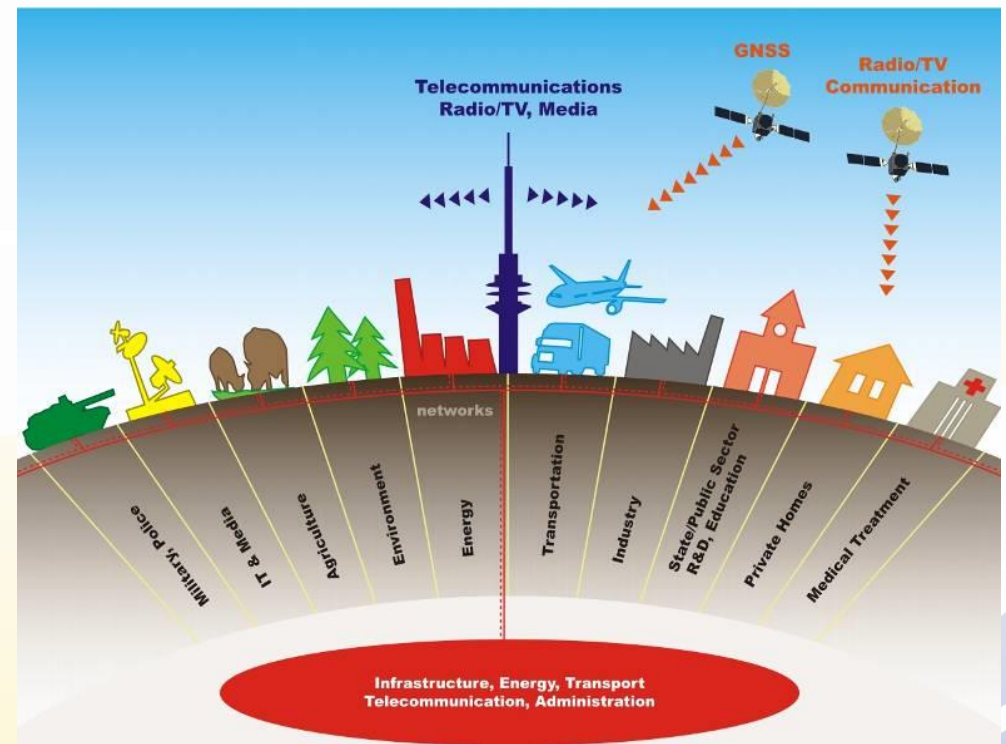 GNSS
Radio/TV
Communication
Telecommunications
Radio/TV, Media
networks
Military, Police
IT & Media
Agriculture
Environment
Energy
Transportation
Industry
State/Public Sector
R&D, Education
Private Homes
Medical Treatment
Infrastructure, Energy, Transport
Telecommunication, Administration